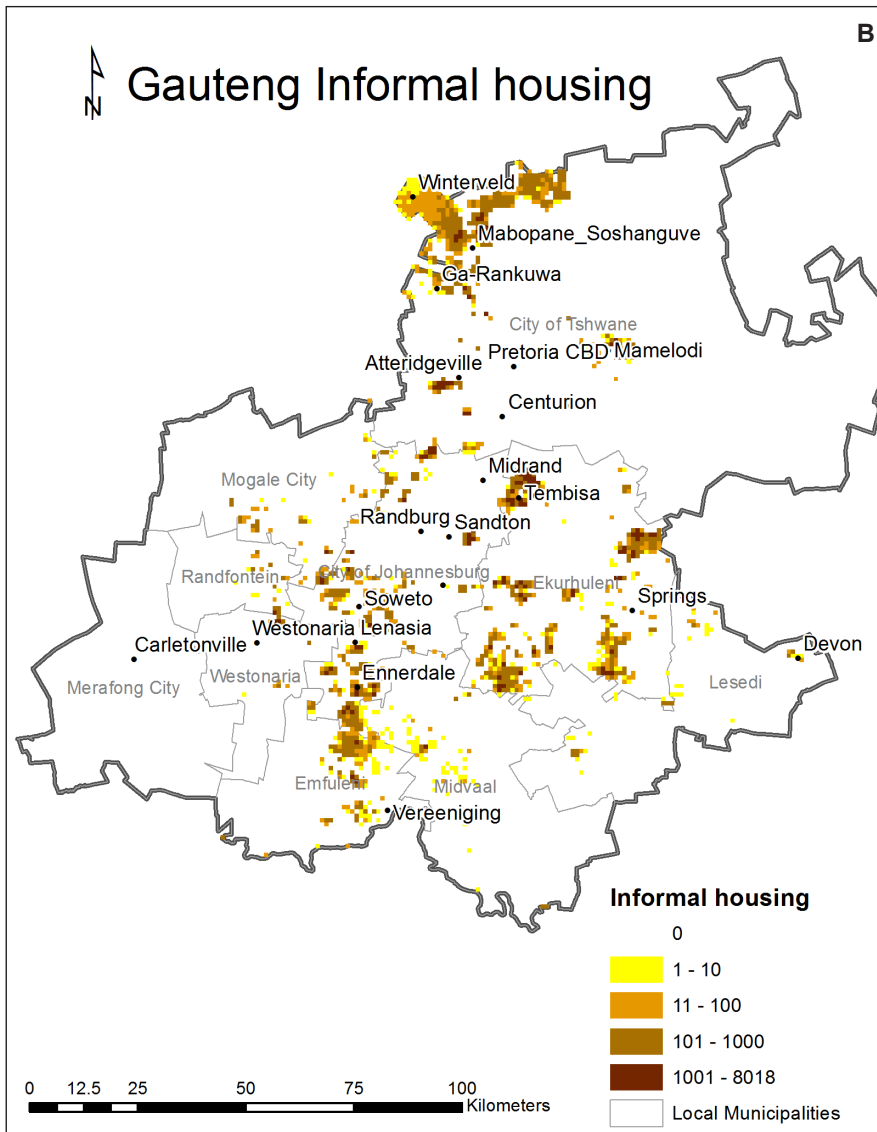 B
N
Gauteng Informal housing
Winterveld
Mabopane_Soshanguve
Ga-Rankuwa
City of Tshwane
Pretoria CBD
Mamelodi
Atteridgeville
Centurion
Midrand
Mogale City
Tembisa
Randburg
Sandton
Randfontein
City of Johannesburg
Ekurhuleni
Soweto
Springs
Westonaria
Lenasia
Carletonville
Devon
Merafong City
Westonaria
Ennerdale
Lesedi
Emfuleni
Midvaal
Vereeniging
Informal housing
0
1 - 10
11 - 100
101 - 1000
1001 - 8018
Local Municipalities
0 12.5 25 50 75 100
Kilometers